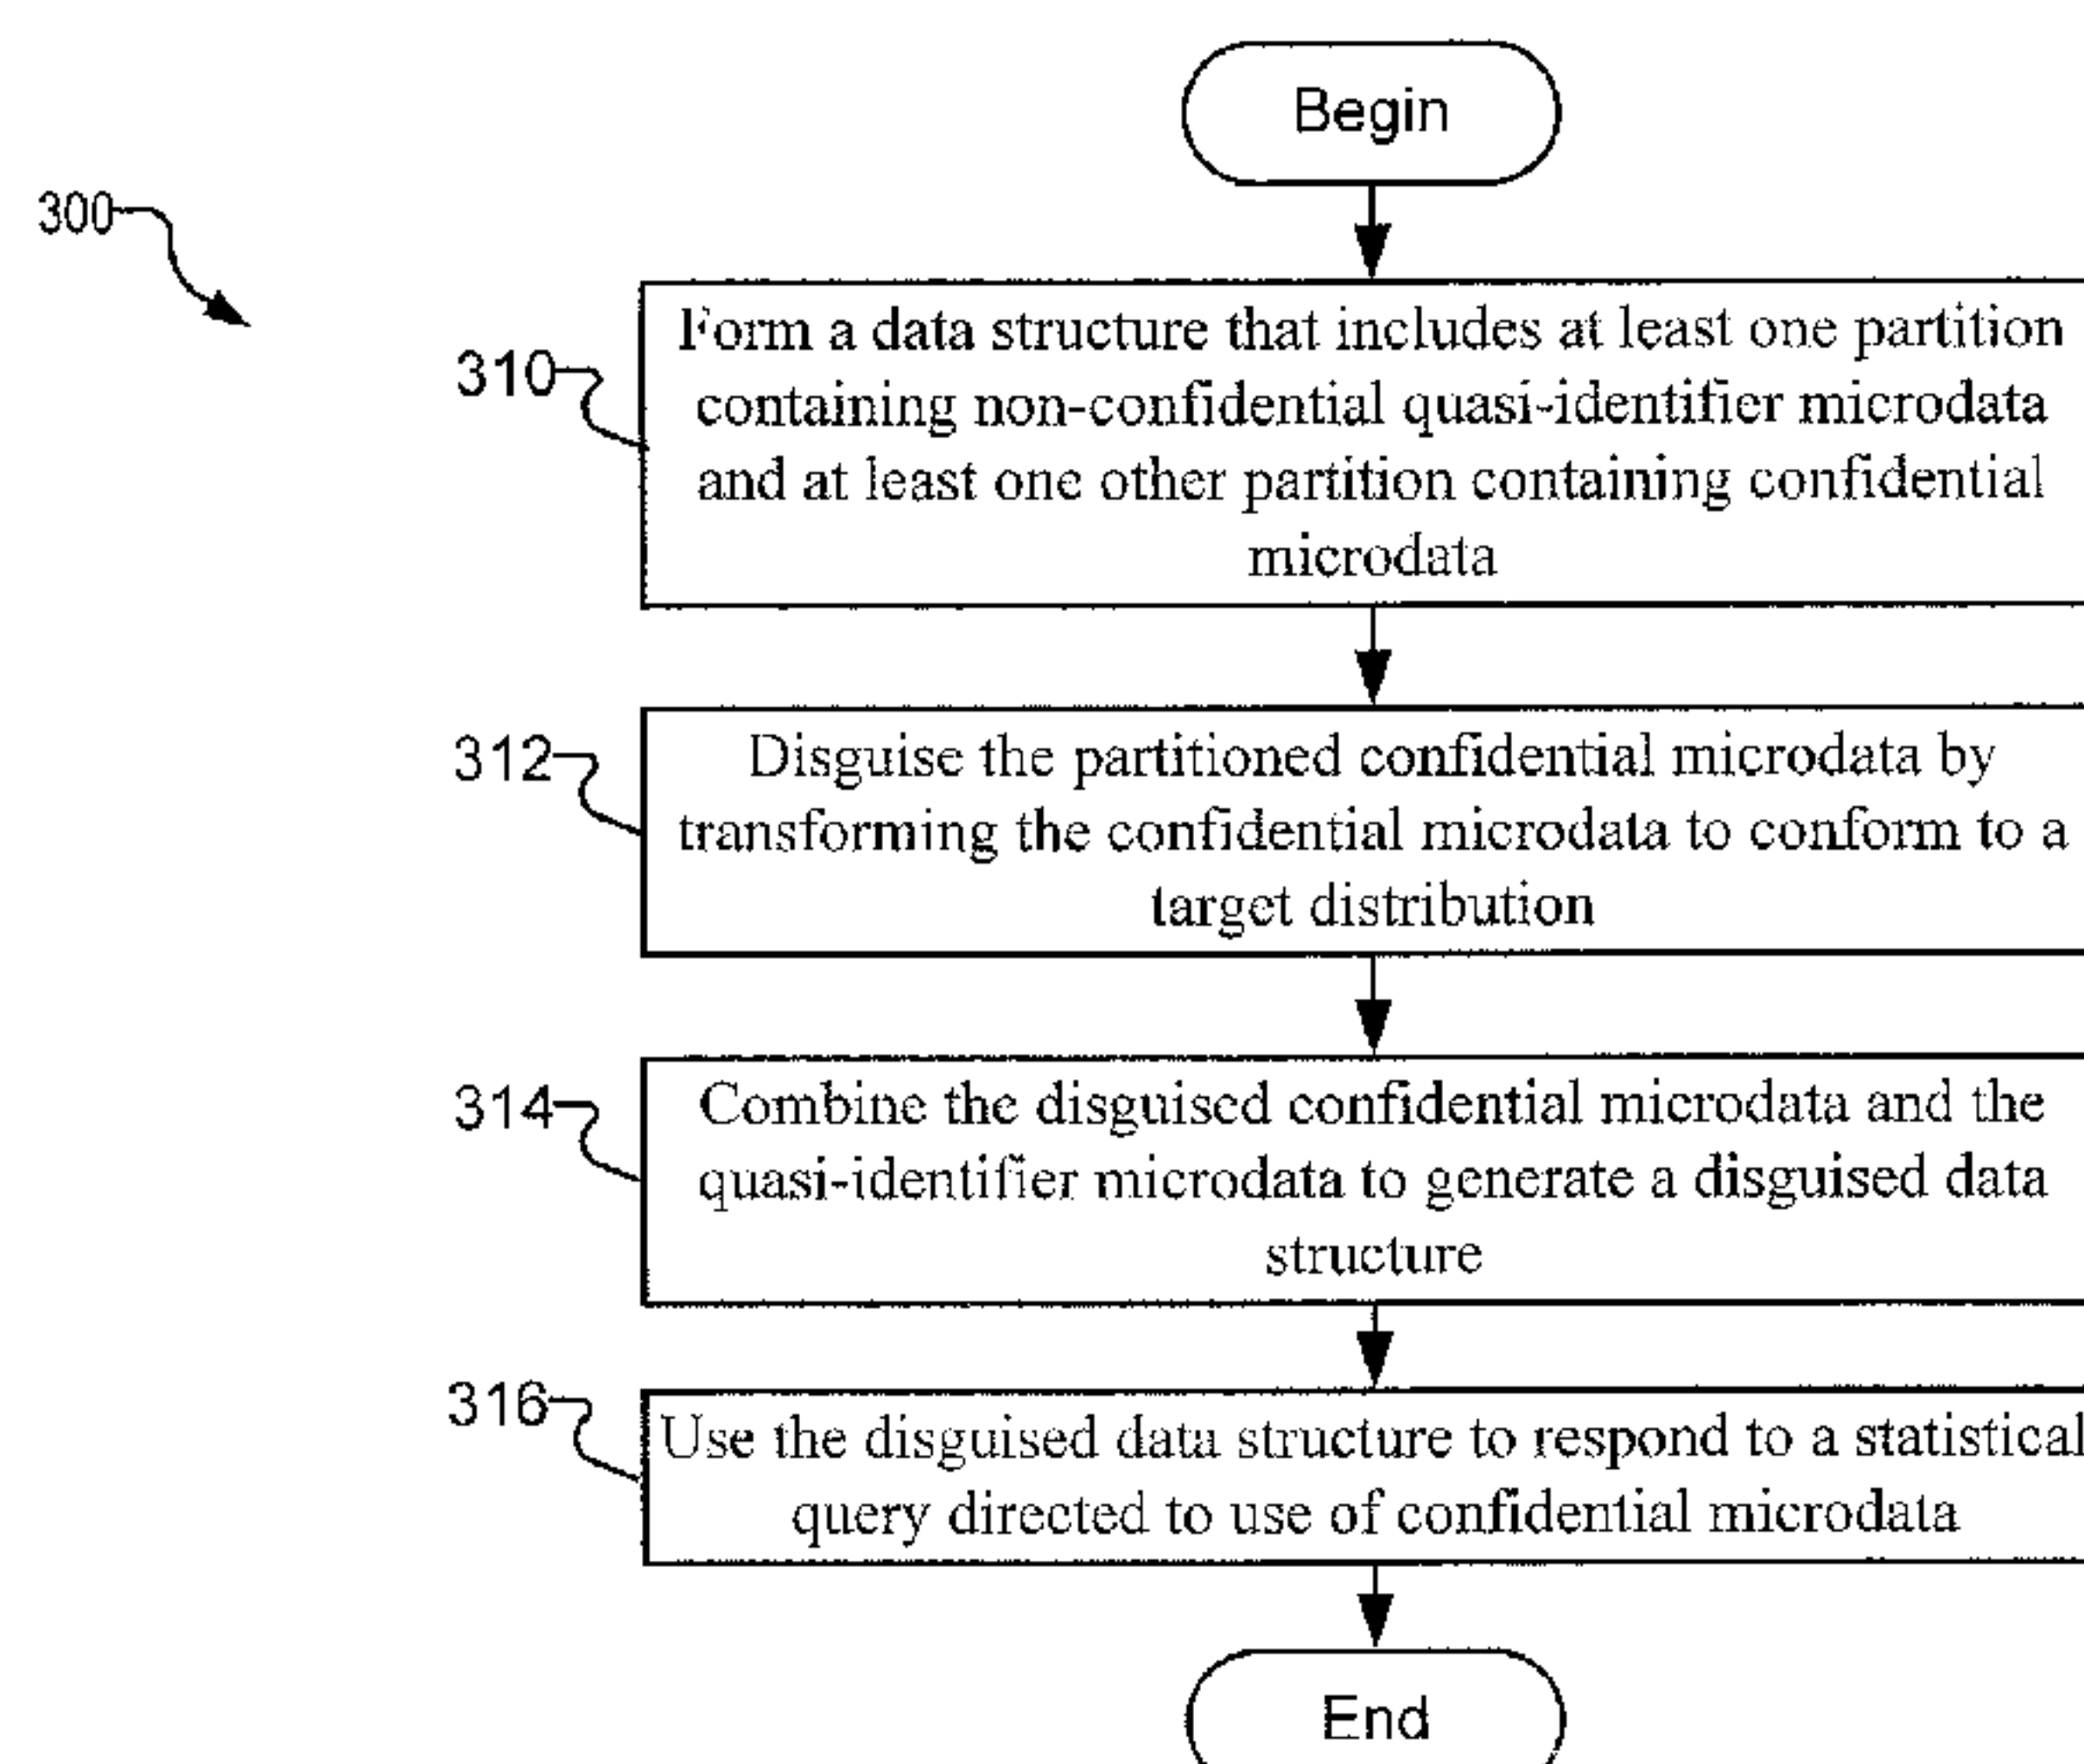 Begin
300
310
Form a data structure that includes at least one partition
containing non-confidential quasi-identifier microdata
and at least one other partition containing confidential
microdata
312
Disguise the partitioned confidential microdata by
transforming the confidential microdata to conform to a
target distribution
314
Combine the disguised confidential microdata and the
quasi-identifier microdata to generate a disguised data
structure
316
Use the disguised data structure to respond to a statistical
query directed to use of confidential microdata
End